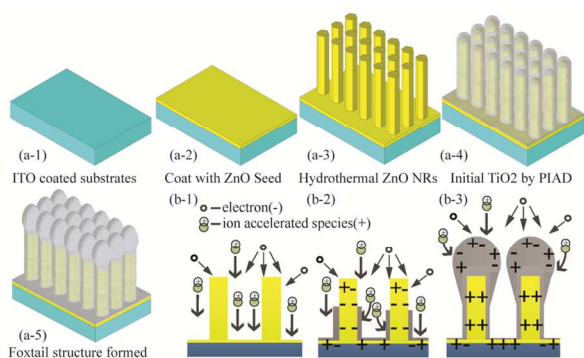 (a-1)
ITO coated substrates
(a-2)
Coat with ZnO Seed
(a-3)
Hydrothermal ZnO NRs
(a-4)
Initial TiO2 by PIAD
(a-5)
Foxtail structure formed
(b-1)
electron(-)
ion accelerated species(+)
(b-2)
(b-3)